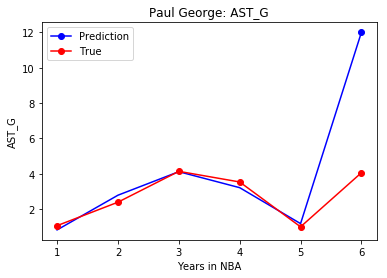 Paul George: AST_G
Prediction
True
12
10
8
6
4
2
AST_G
1 2 3 4 5 6
Years in NBA